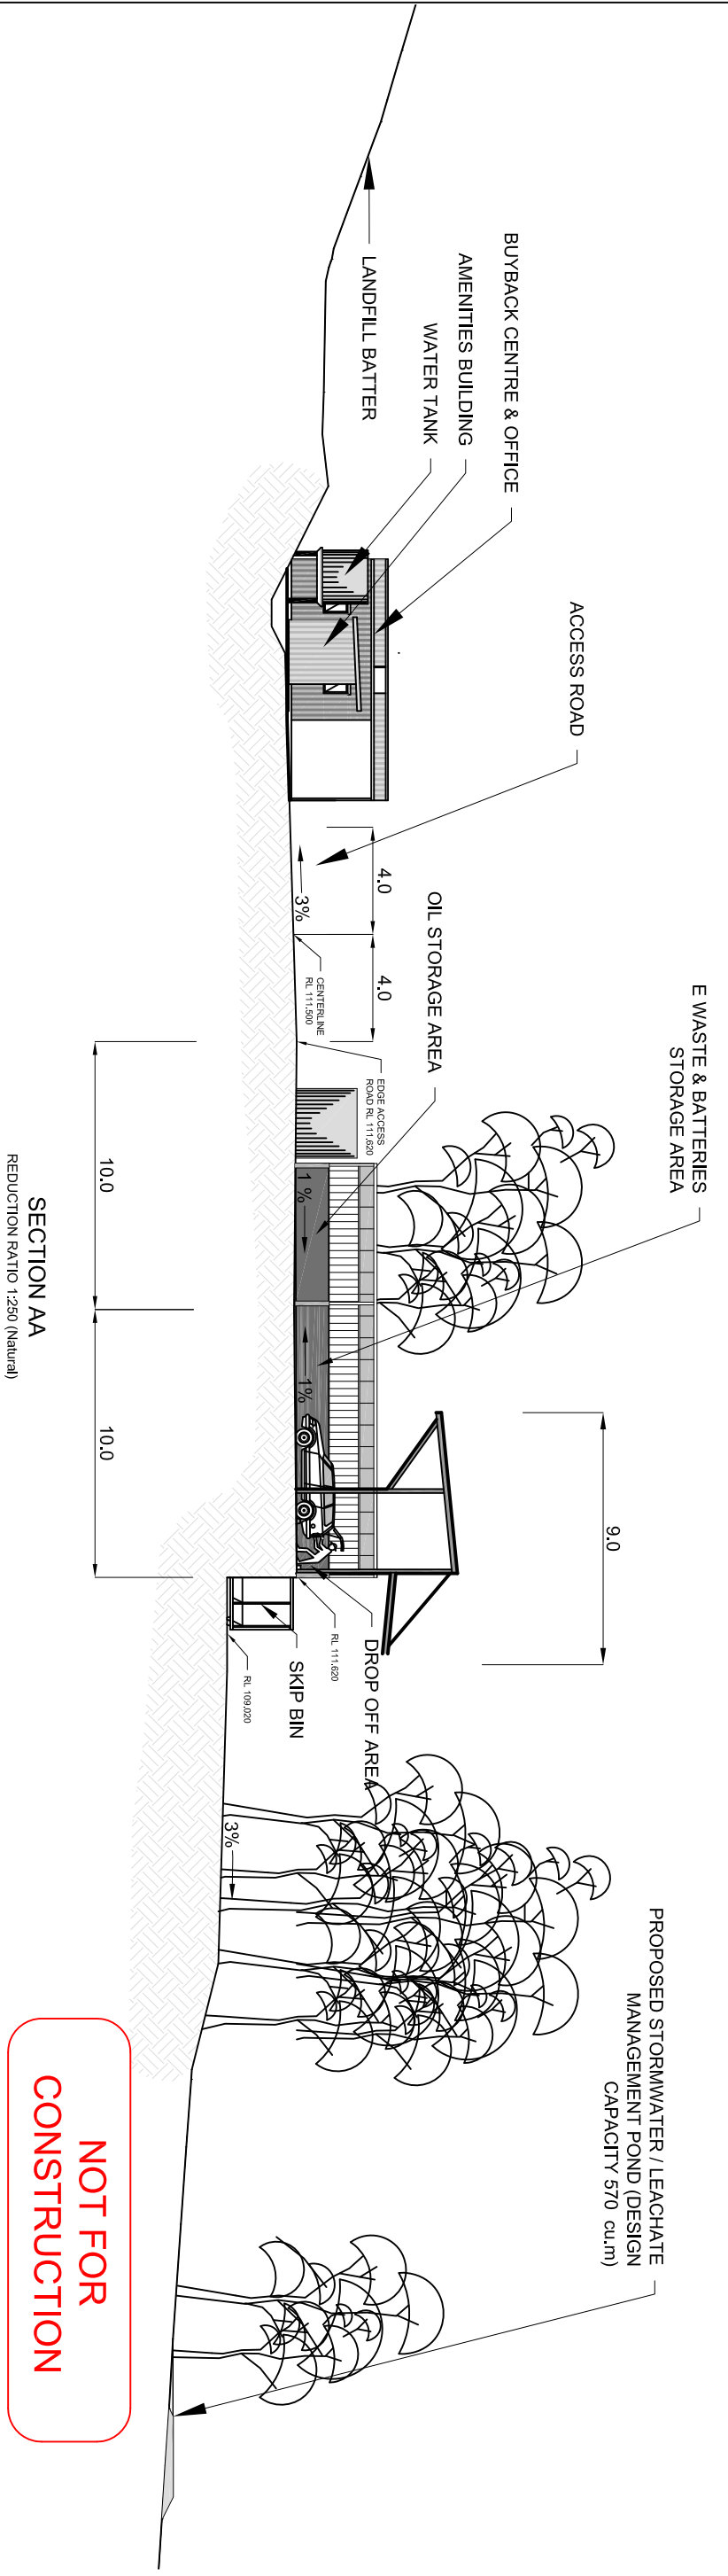 BUYBACK CENTRE & OFFICE
AMENITIES BUILDING
WATER TANK
LANDFILL BATTER
ACCESS ROAD
4.0
4.0
3%
CENTERLINE
RL 111.500
EDGE ACCESS
ROAD RL 111.620
OIL STORAGE AREA
E WASTE & BATTERIES
STORAGE AREA
1 %
1%
9.0
DROP OFF AREA
RL 111.620
SKIP BIN
RL 109.020
3%
PROPOSED STORMWATER / LEACHATE
MANAGEMENT POND (DESIGN
CAPACITY 570 cu.m)
10.0
10.0
SECTION AA
REDUCTION RATIO 1:250 (Natural)
NOT FOR
CONSTRUCTION